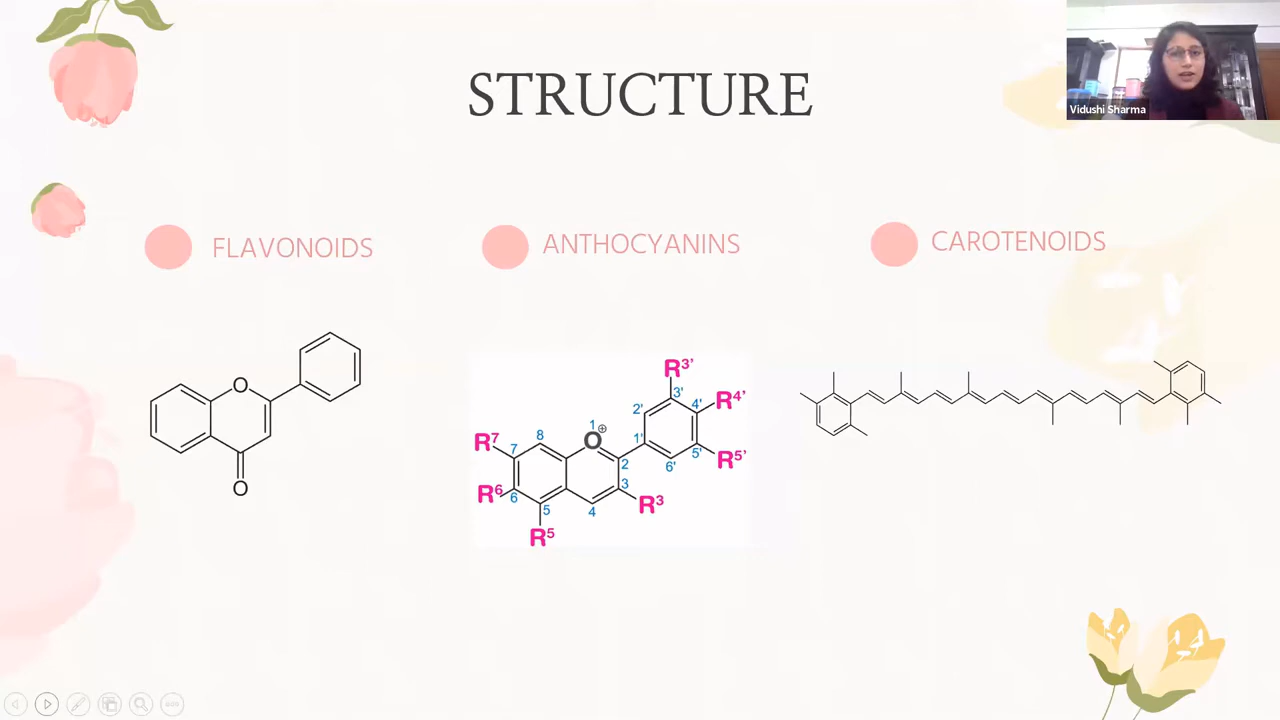 STRUCTURE
Vidushi Sharma
FLAVONOIDS
ANTHOCYANINS
CAROTENOIDS
O
O
R3'
3'
2'
4'
R4'
1
O
⊕
1'
R7
7
8
2
6'
5'
R5'
R6
6
3
R3
5
4
R5